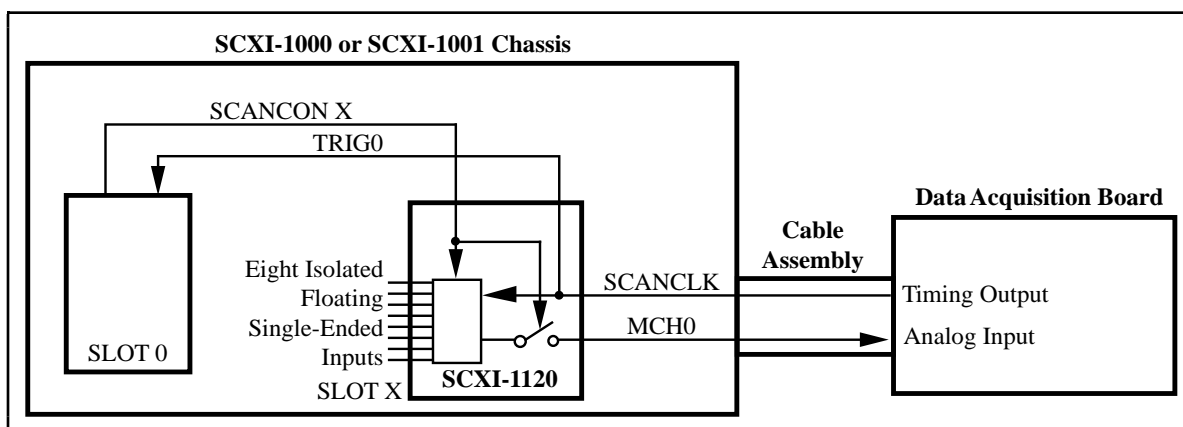 SCXI-1000 or SCXI-1001 Chassis
SCANCON X
TRIG0
SLOT 0
Eight Isolated
Floating
Single-Ended
Inputs
SLOT X
SCXI-1120
SCANCLK
MCH0
Cable
Assembly
Data Acquisition Board
Timing Output
Analog Input